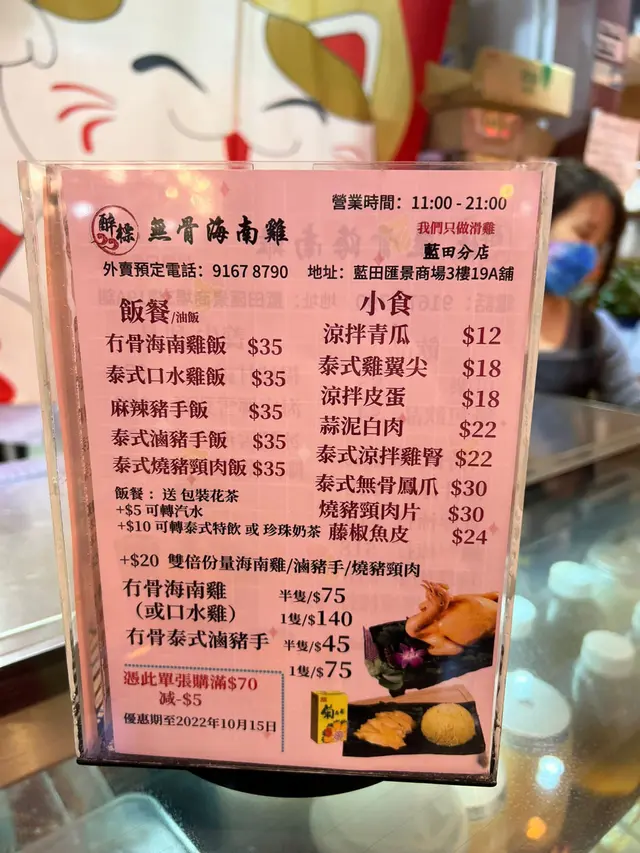 營業時間：11:00 - 21:00
醉樑 無骨海南雞
我們只做滑雞
藍田分店
外賣預定電話：9167 8790 地址：藍田匯景商場3樓19A舖
飯餐/油飯
冇骨海南雞飯 $35
泰式口水雞飯 $35
麻辣豬手飯 $35
泰式滷豬手飯 $35
泰式燒豬頸肉飯 $35
飯餐：送 包裝花茶
+$5 可轉汽水
+$10 可轉泰式特飲 或 珍珠奶茶
小食
涼拌青瓜 $12
泰式雞翼尖 $18
涼拌皮蛋 $18
蒜泥白肉 $22
泰式涼拌雞腎 $22
泰式無骨鳳爪 $30
燒豬頸肉片 $30
藤椒魚皮 $24
+$20 雙倍份量海南雞/滷豬手/燒豬頸肉
冇骨海南雞 半隻/$75
（或口水雞） 1隻/$140
冇骨泰式滷豬手 半隻/$45
1隻/$75
憑此單張購滿$70
减-$5
優惠期至2022年10月15日
菊